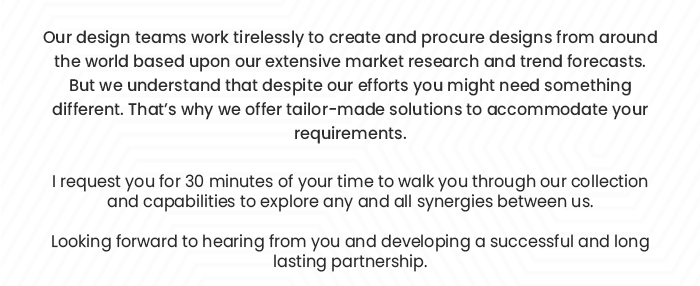 Our design teams work tirelessly to create and procure designs from around
the world based upon our extensive market research and trend forecasts.
But we understand that despite our efforts you might need something
different. That's why we offer tailor-made solutions to accommodate your
requirements.
I request you for 30 minutes of your time to walk you through our collection
and capabilities to explore any and all synergies between us.
Looking forward to hearing from you and developing a successful and long
lasting partnership.